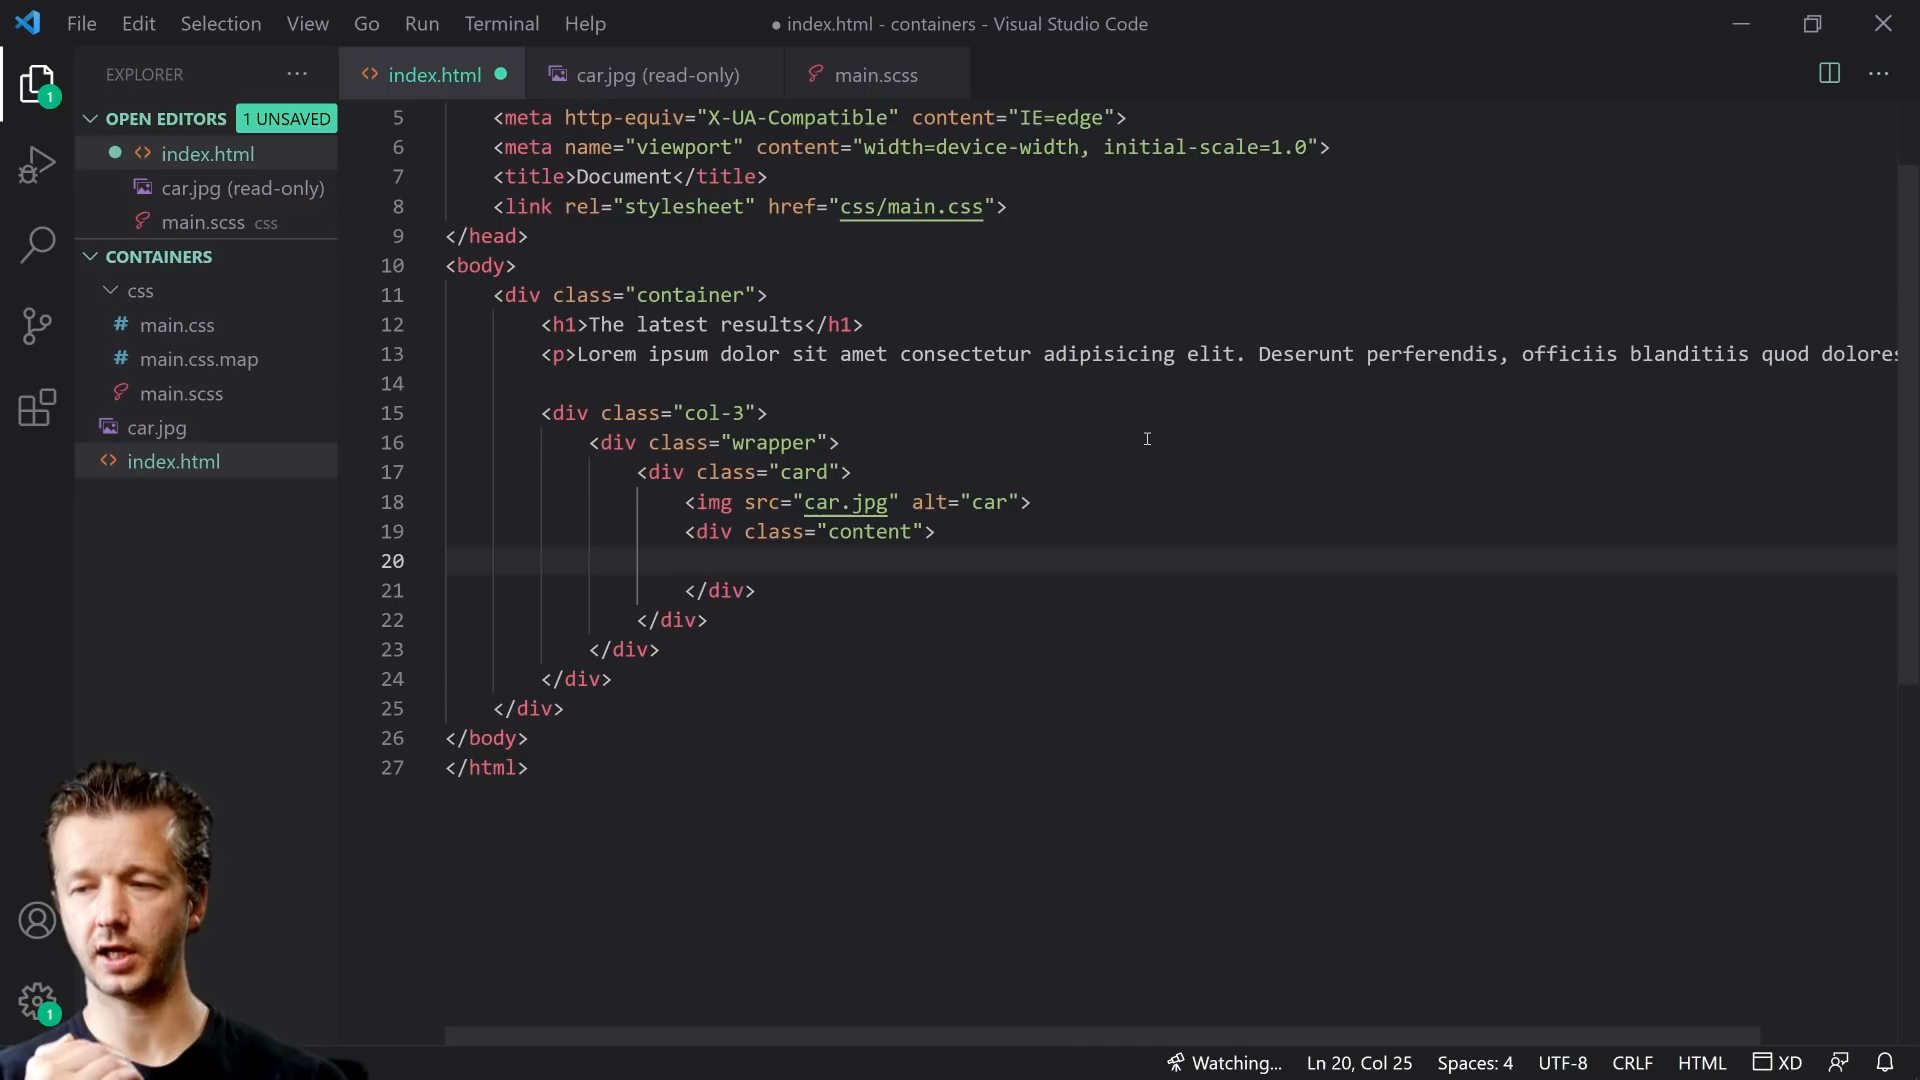 File Edit Selection View Go Run Terminal Help
● index.html - containers - Visual Studio Code
EXPLORER ...
OPEN EDITORS 1 UNSAVED
index.html
car.jpg (read-only)
main.scss css
CONTAINERS
css
# main.css
# main.css.map
main.scss
car.jpg
<> index.html
1
1
<> index.html ●
car.jpg (read-only)
main.scss
5 <meta http-equiv="X-UA-Compatible" content="IE=edge">
6 <meta name="viewport" content="width=device-width, initial-scale=1.0">
7 <title>Document</title>
8 <link rel="stylesheet" href="css/main.css">
9 </head>
10 <body>
11 <div class="container">
12 <h1>The latest results</h1>
13 <p>Lorem ipsum dolor sit amet consectetur adipisicing elit. Deserunt perferendis, officiis blanditiis quod dolores
14
15 <div class="col-3">
16 <div class="wrapper">
17 <div class="card">
18 <img src="car.jpg" alt="car">
19 <div class="content">
20
21 </div>
22 </div>
23 </div>
24 </div>
25 </div>
26 </body>
27 </html>
Watching... Ln 20, Col 25 Spaces: 4 UTF-8 CRLF HTML XD